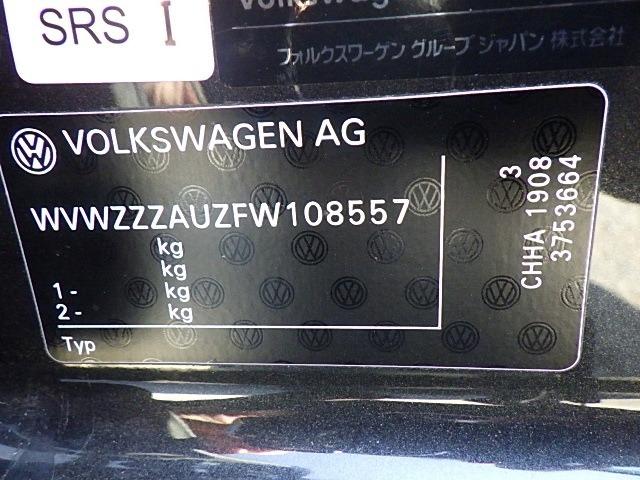 SRS I
Volkswag
フォルクスワーゲン グループ ジャパン 株式会社
VOLKSWAGEN AG
WVWZZZAUZFW108557
kg
kg
1- kg
2- kg
Typ
3
CHHA 1908
3753664